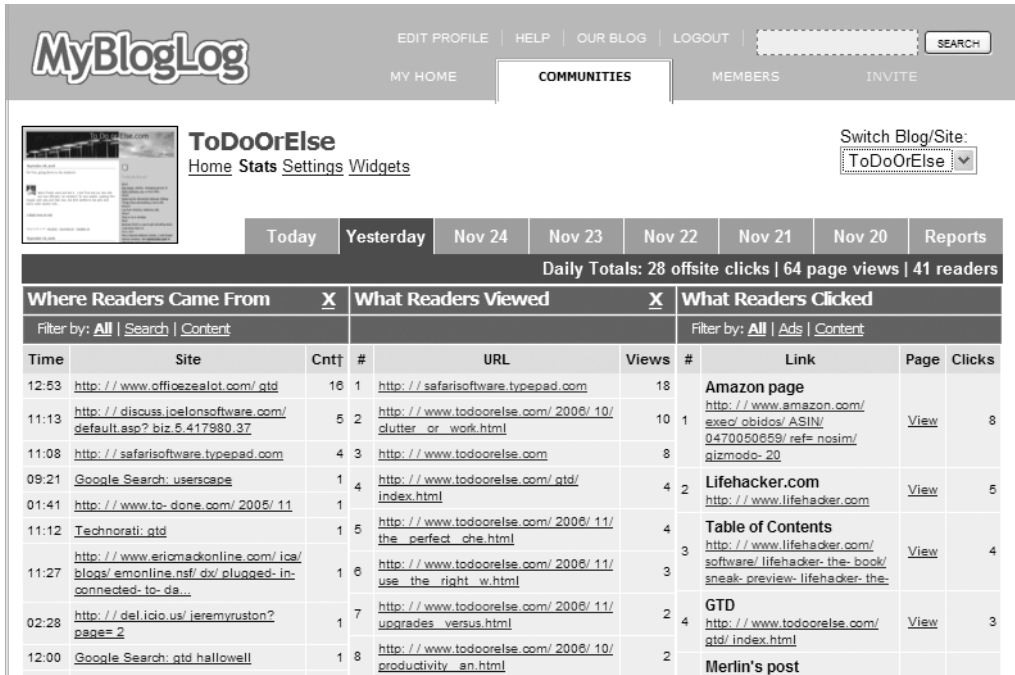 MyBlogLog
EDIT PROFILE | HELP | OUR BLOG | LOGOUT |
SEARCH
MY HOME
COMMUNITIES
MEMBERS
INVITE
ToDoOrElse
Home Stats Settings Widgets
Switch Blog/Site:
ToDoOrElse
Today Yesterday Nov 24 Nov 23 Nov 22 Nov 21 Nov 20 Reports
Daily Totals: 28 offsite clicks | 64 page views | 41 readers
Where Readers Came From X
Filter by: All | Search | Content
Time Site Cnt†
12:53 http: / / www.officezealot.com/ gtd 16
11:13 http: / / discuss.joelonsoftware.com/
default.asp? biz.5.417980.37 5
11:08 http: / / safarisoftware.typepad.com 4
09:21 Google Search: userscape 1
01:41 http: / / www.to- done.com/ 2005/ 11 1
11:12 Technorati: gtd 1
11:27 http: / / www.ericmackonline.com/ ica/
blogs/ emonline.nsf/ dx/ plugged- in-
connected- to- da... 1
02:28 http: / / del.icio.us/ jeremyruston?
page= 2 1
12:00 Google Search: gtd hallowell 1
What Readers Viewed X
# URL Views
1 http: / / safarisoftware.typepad.com 18
2 http: / / www.todoorelse.com/ 2006/ 10/
clutter_or_work.html 10
3 http: / / www.todoorelse.com 8
4 http: / / www.todoorelse.com/ gtd/
index.html 4
5 http: / / www.todoorelse.com/ 2006/ 11/
the_perfect_che.html 4
6 http: / / www.todoorelse.com/ 2006/ 11/
use_the_right_w.html 3
7 http: / / www.todoorelse.com/ 2006/ 11/
upgrades_versus.html 2
8 http: / / www.todoorelse.com/ 2006/ 10/
productivity_an.html 2
What Readers Clicked
Filter by: All | Ads | Content
# Link Page Clicks
Amazon page
1 http: / / www.amazon.com/
exec/ obidos/ ASIN/
0470050659/ ref= nosim/
gizmodo- 20 View 8
2 Lifehacker.com
http: / / www.lifehacker.com View 5
Table of Contents
3 http: / / www.lifehacker.com/
software/ lifehacker- the- book/
sneak- preview- lifehacker- the- View 4
GTD
4 http: / / www.todoorelse.com/
gtd/ index.html View 3
Merlin's post